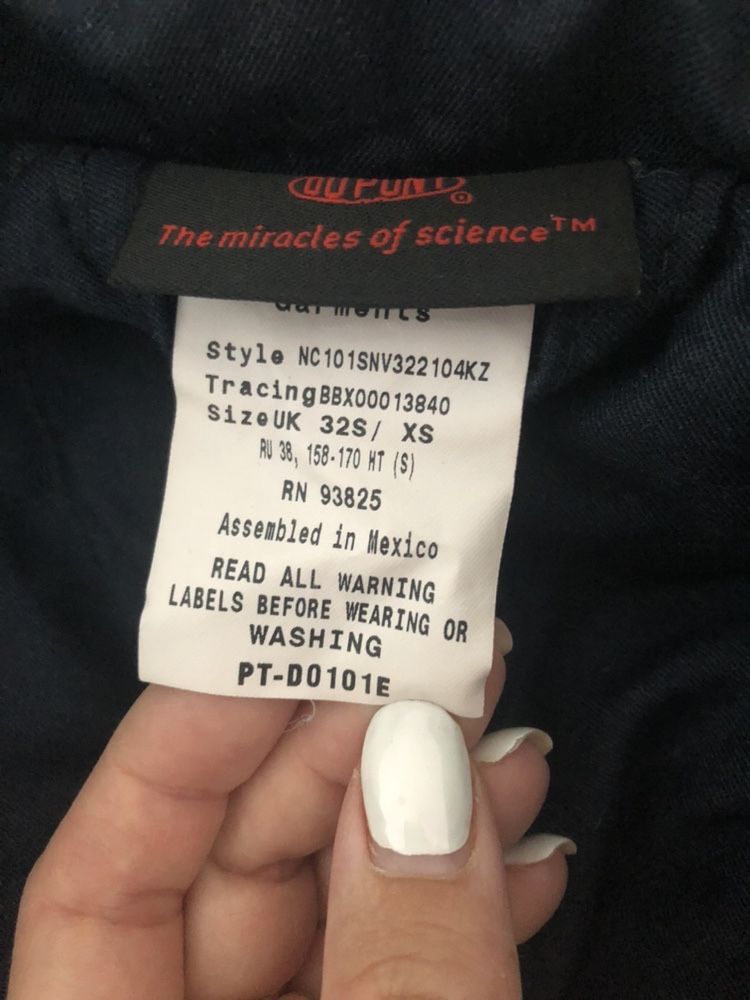 DUPONT®
The miracles of science™
Garments
Style NC101SNV322104KZ
Tracing BBX00013840
Size UK 32S/ XS
RU 38, 158-170 HT (S)
RN 93825
Assembled in Mexico
READ ALL WARNING
LABELS BEFORE WEARING OR
WASHING
PT-D0101E